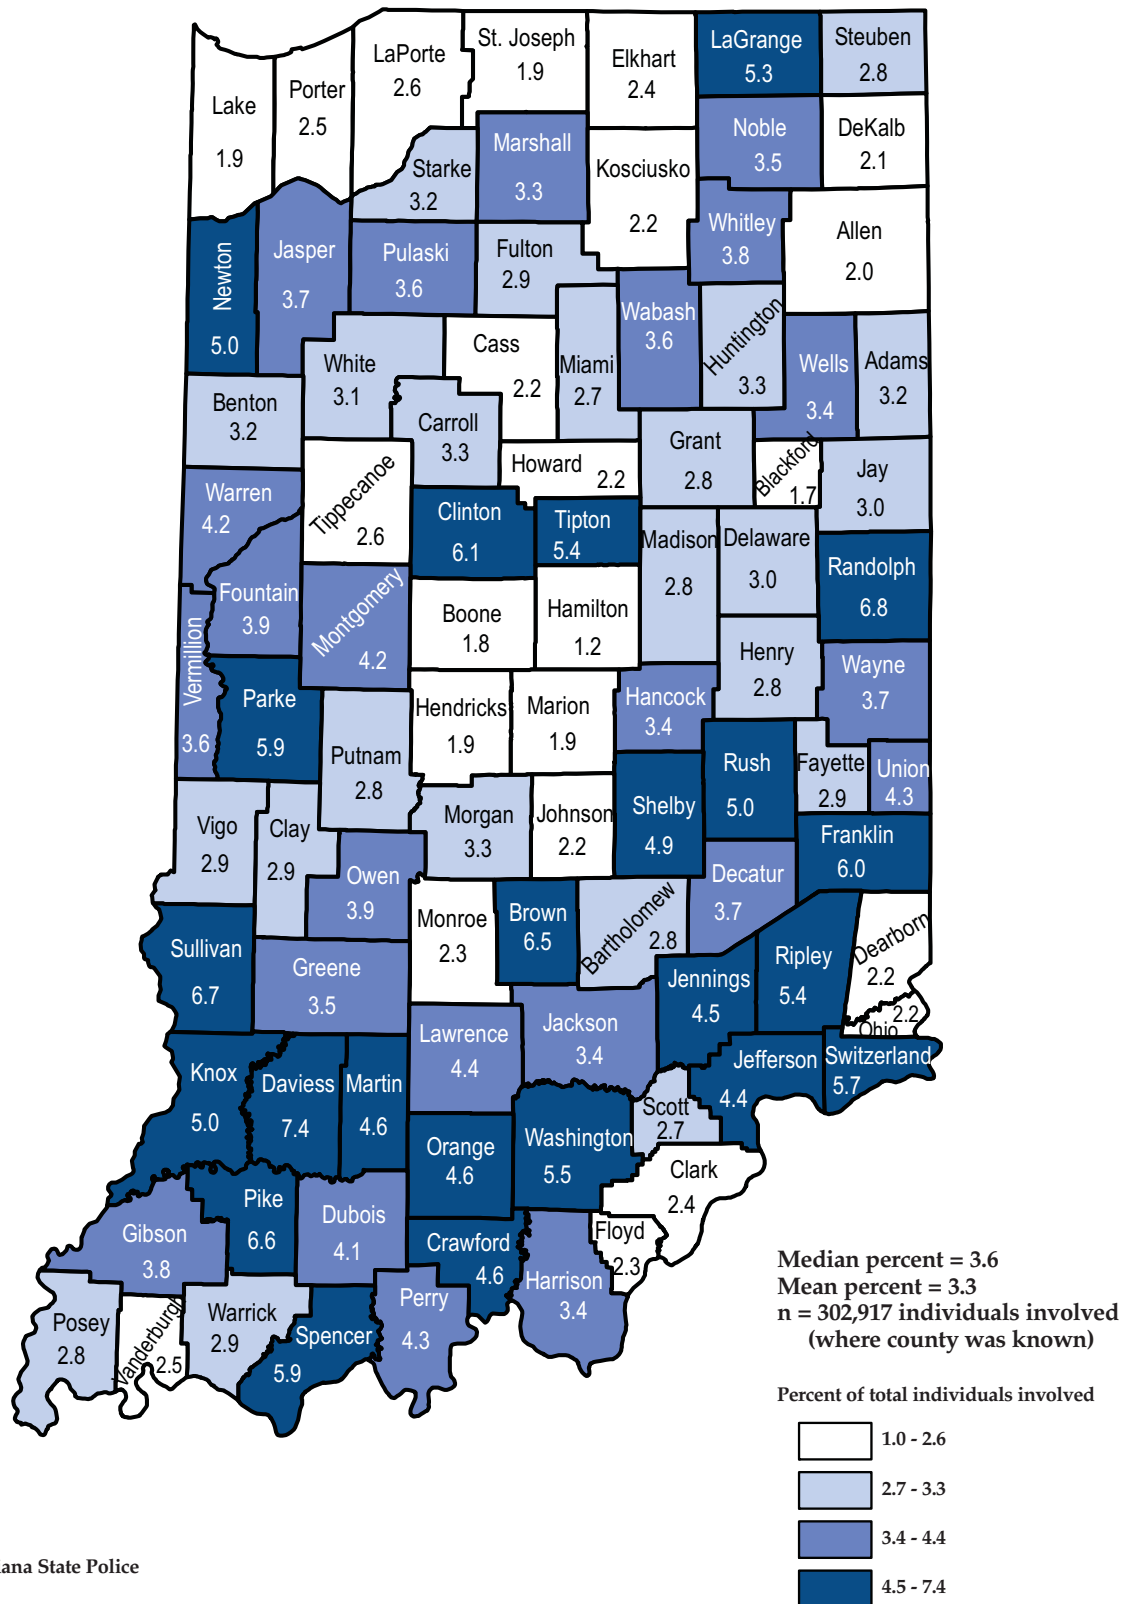 LaGrange
5.3
Steuben
2.8
St. Joseph
1.9
LaPorte
2.6
Elkhart
2.4
Porter
2.5
Lake
1.9
Noble
3.5
DeKalb
2.1
Marshall
3.3
Starke
3.2
Kosciusko
2.2
Whitley
3.8
Allen
2.0
Newton
5.0
Jasper
3.7
Pulaski
3.6
Fulton
2.9
Wabash
3.6
Huntington
3.3
Cass
2.2
White
3.1
Miami
2.7
Wells
3.4
Adams
3.2
Benton
3.2
Carroll
3.3
Grant
2.8
Blackford
1.7
Jay
3.0
Howard
2.2
Tippecanoe
2.6
Warren
4.2
Clinton
6.1
Tipton
5.4
Madison
2.8
Delaware
3.0
Randolph
6.8
Fountain
3.9
Montgomery
4.2
Boone
1.8
Hamilton
1.2
Vermillion
3.6
Henry
2.8
Wayne
3.7
Parke
5.9
Hendricks
1.9
Marion
1.9
Hancock
3.4
Putnam
2.8
Rush
5.0
Fayette
2.9
Union
4.3
Vigo
2.9
Clay
2.9
Morgan
3.3
Johnson
2.2
Shelby
4.9
Franklin
6.0
Owen
3.9
Decatur
3.7
Monroe
2.3
Brown
6.5
Bartholomew
2.8
Dearborn
2.2
Sullivan
6.7
Greene
3.5
Jennings
4.5
Ripley
5.4
2.2
Ohio
Lawrence
4.4
Jackson
3.4
Jefferson
4.4
Switzerland
5.7
Knox
5.0
Daviess
7.4
Martin
4.6
Scott
2.7
Orange
4.6
Washington
5.5
Clark
2.4
Pike
6.6
Dubois
4.1
Gibson
3.8
Crawford
4.6
Floyd
2.3
Harrison
3.4
Posey
2.8
Vanderburgh
2.5
Warrick
2.9
Spencer
5.9
Perry
4.3
Median percent = 3.6
Mean percent = 3.3
n = 302,917 individuals involved
(where county was known)
Percent of total individuals involved
1.0 - 2.6
2.7 - 3.3
3.4 - 4.4
4.5 - 7.4
ana State Police